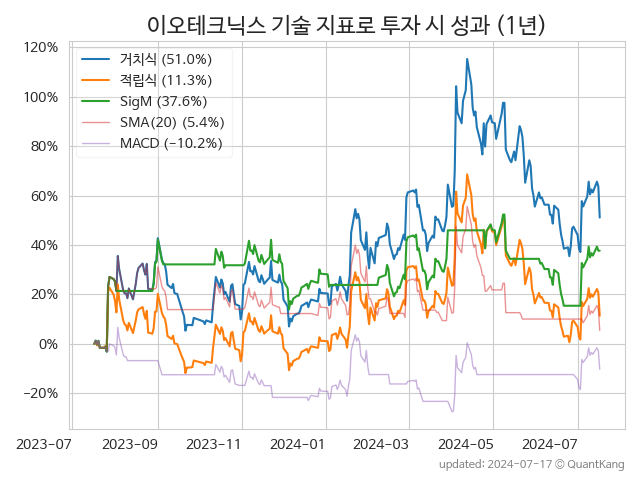 이오테크닉스 기술 지표로 투자 시 성과 (1년)
120%
100%
80%
60%
40%
20%
0%
−20%
거치식 (51.0%)
적립식 (11.3%)
SigM (37.6%)
SMA(20) (5.4%)
MACD (−10.2%)
2023-07 2023-09 2023-11 2024-01 2024-03 2024-05 2024-07
updated: 2024-07-17 © QuantKang